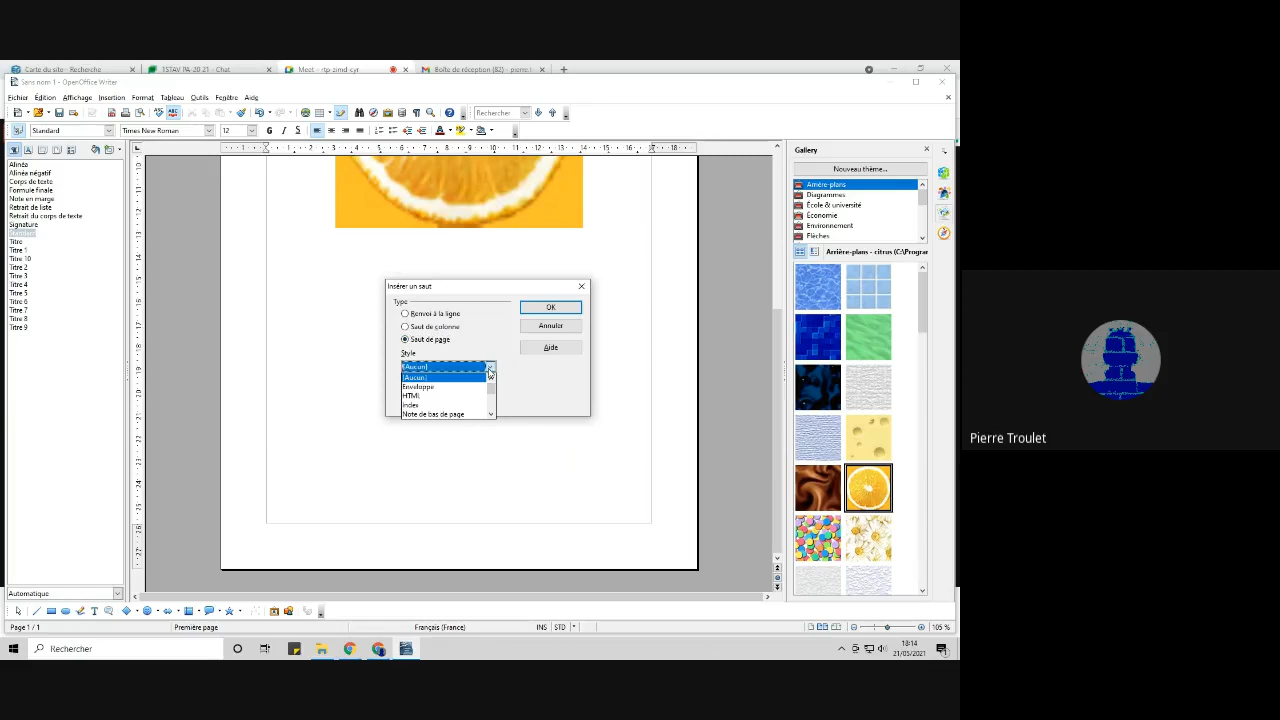 Carte du site - Recherche
1STAV PA-20 21 - Chat
Meet – rtp-zimd-cyr
Boîte de réception (82) - pierre.t
Sans nom 1 - OpenOffice Writer
Fichier Édition Affichage Insertion Format Tableau Outils Fenêtre Aide
Rechercher
Standard
Times New Roman
12
Alinéa
Alinéa négatif
Corps de texte
Formule finale
Note en marge
Retrait de liste
Retrait du corps de texte
Signature
Standard
Titre
Titre 1
Titre 10
Titre 2
Titre 3
Titre 4
Titre 5
Titre 6
Titre 7
Titre 8
Titre 9
Automatique
Insérer un saut
Type
Renvoi à la ligne
Saut de colonne
Saut de page
Style
[Aucun]
[Aucun]
Enveloppe
HTML
Index
Note de bas de page
OK
Annuler
Aide
Gallery
Nouveau thème...
Arrière-plans
Diagrammes
École & université
Économie
Environnement
Flèches
Arrière-plans - citrus (C:\Progran
Pierre Troulet
Page 1 / 1
Première page
Français (France)
INS STD *
105 %
Rechercher
18:14
21/05/2021